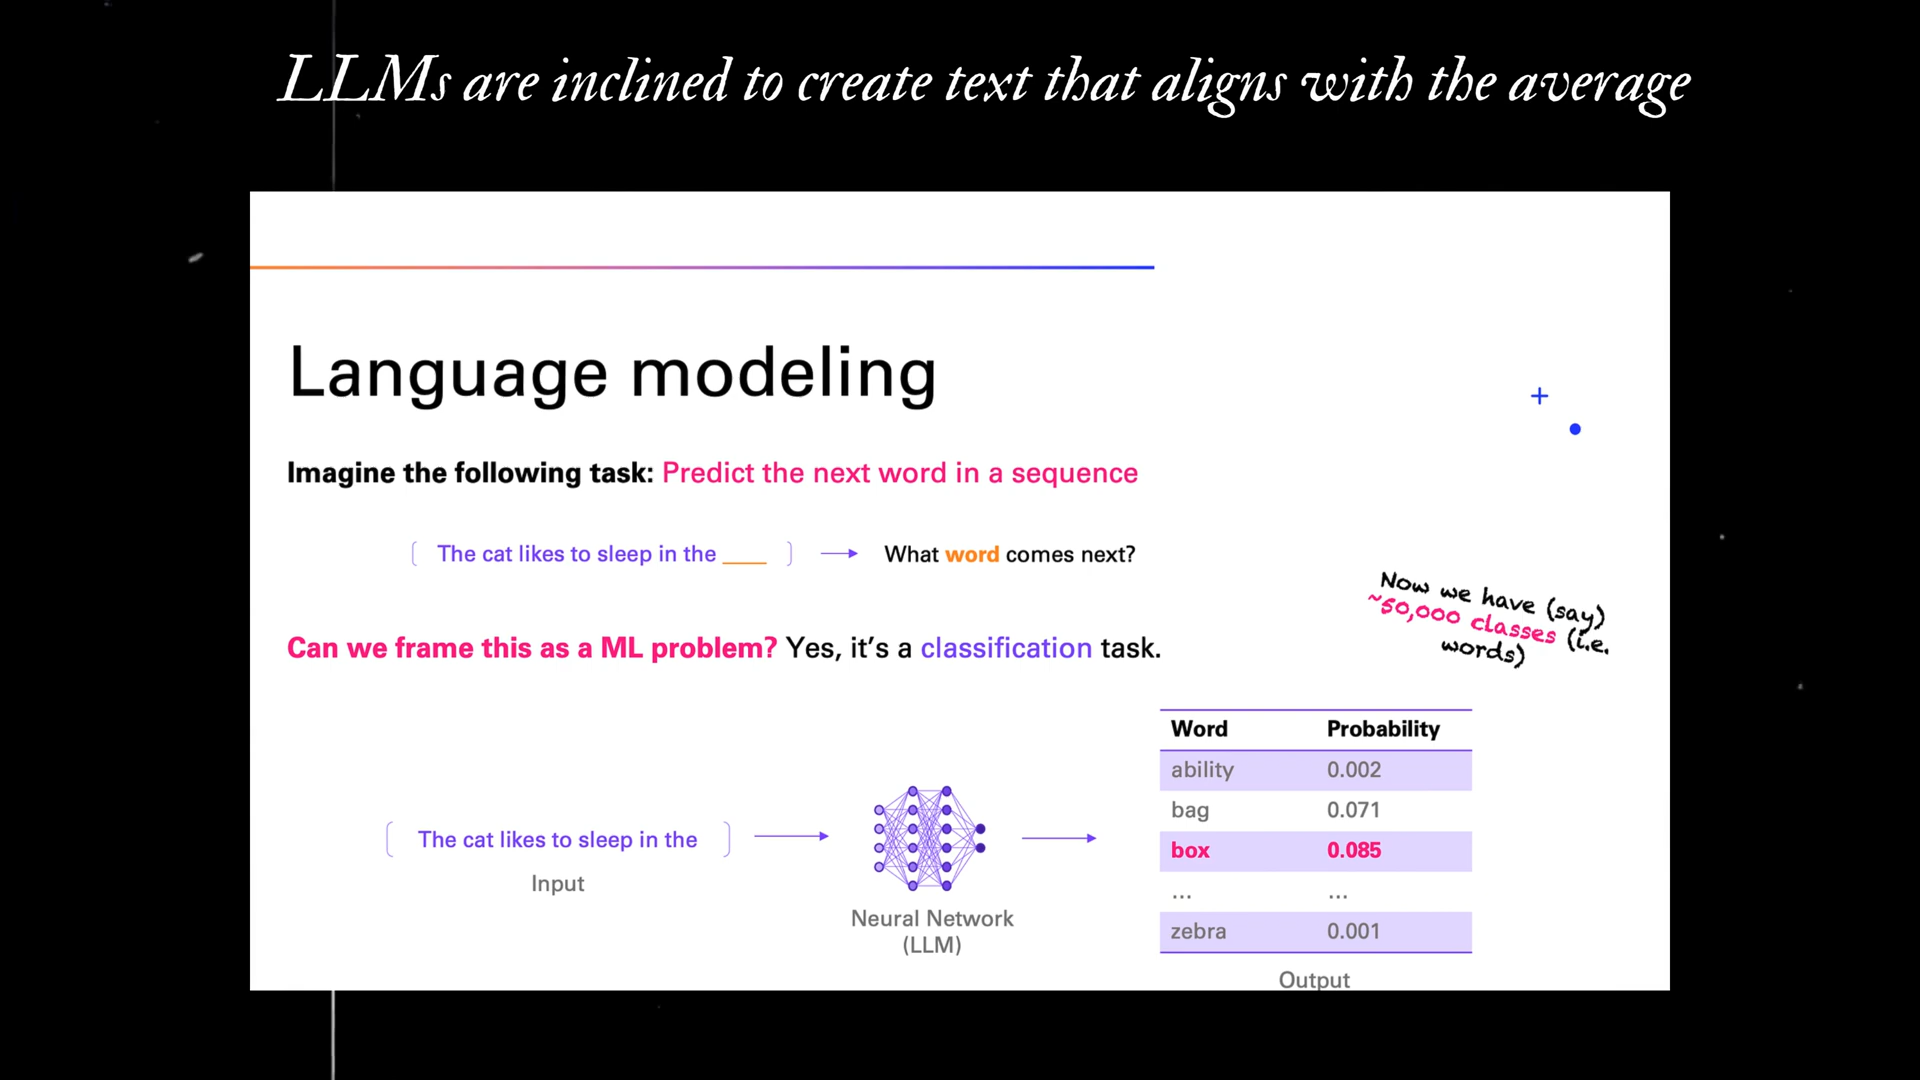 LLMs are inclined to create text that aligns with the average
Language modeling
Imagine the following task: Predict the next word in a sequence
The cat likes to sleep in the ____ → What word comes next?
Now we have (say)
~50,000 classes (i.e.
words)
Can we frame this as a ML problem? Yes, it's a classification task.
Word Probability
ability 0.002
bag 0.071
box 0.085
... ...
zebra 0.001
Output
The cat likes to sleep in the
Input
Neural Network
(LLM)